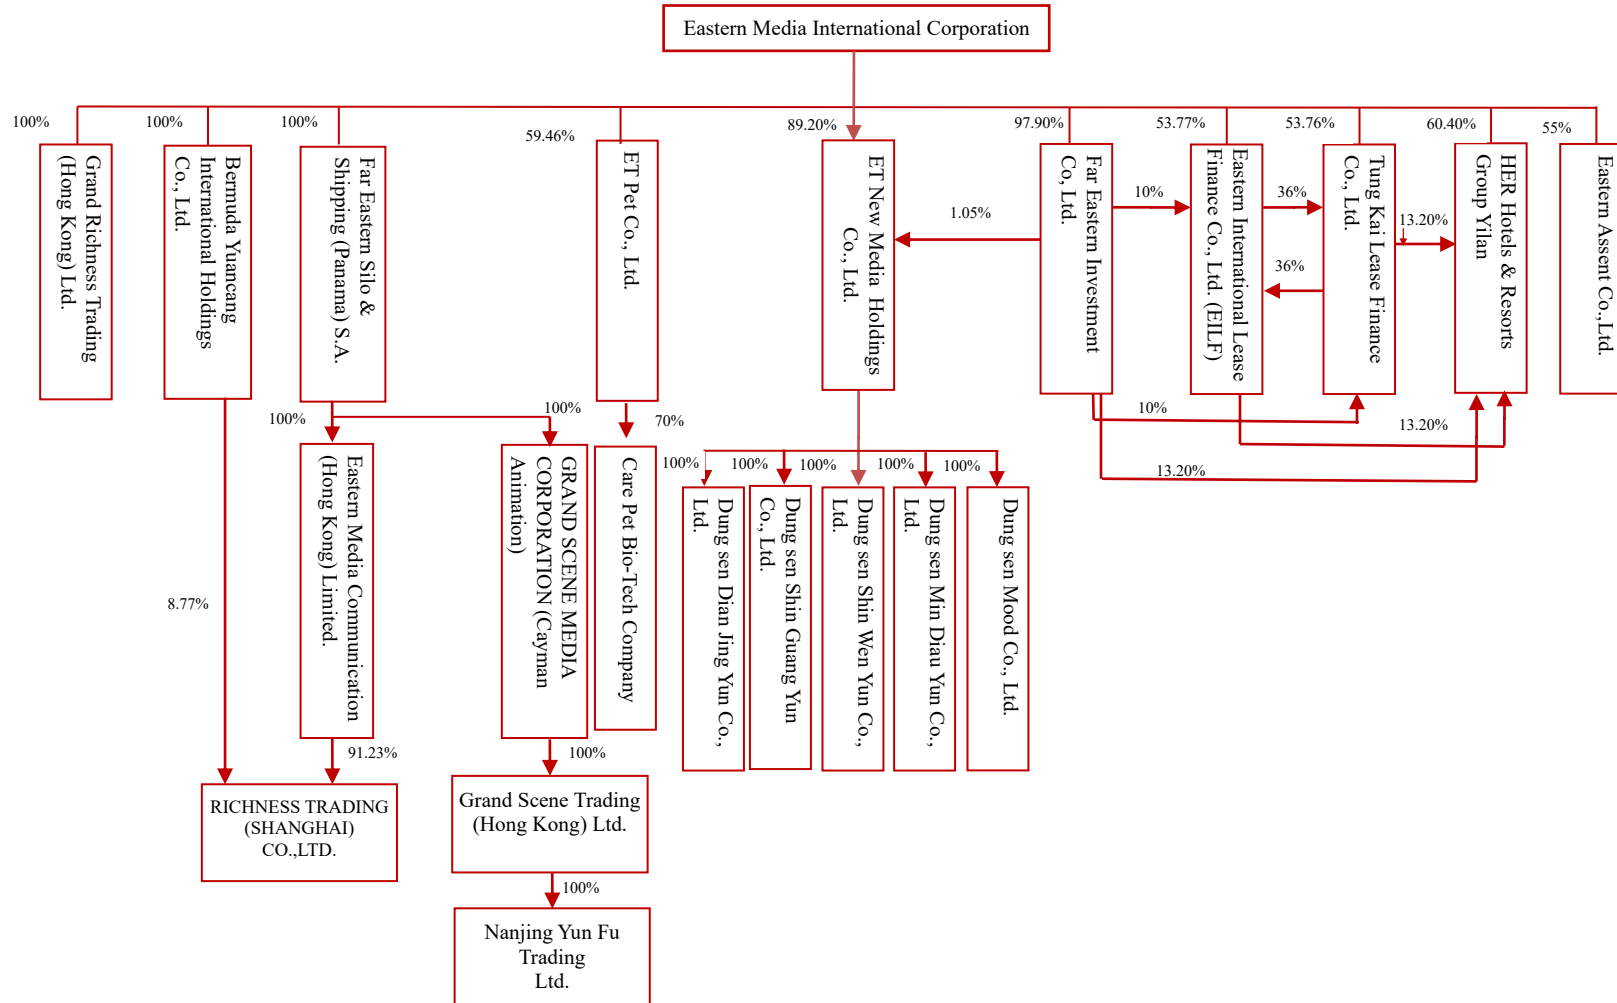 Eastern Media International Corporation
100%
100%
100%
59.46%
89.20%
97.90%
53.77%
53.76%
60.40%
55%
Grand Richness Trading
(Hong Kong) Ltd.
Bermuda Yuancang
International Holdings
Co., Ltd.
Far Eastern Silo &
Shipping (Panama) S.A.
ET Pet Co., Ltd.
ET New Media  Holdings
Co., Ltd.
Far Eastern Investment
Co, Ltd.
Eastern International Lease
Finance Co., Ltd. (EILF)
Tung Kai Lease Finance
Co., Ltd.
HER Hotels & Resorts
Group Yilan
Eastern Assent Co.,Ltd.
1.05%
10%
36%
36%
13.20%
10%
13.20%
13.20%
100%
100%
70%
100%
100%
100%
100%
100%
Eastern Media Communication
(Hong Kong) Limited.
GRAND SCENE MEDIA
CORPORATION (Cayman
Animation)
Care Pet Bio-Tech Company
Dung sen Dian Jing Yun Co.,
Ltd.
Dung sen Shin Guang Yun
Co., Ltd.
Dung sen Shin Wen Yun Co.,
Ltd.
Dung sen Min Diau Yun Co.,
Ltd.
Dung sen Mood Co., Ltd.
8.77%
91.23%
100%
RICHNESS TRADING
(SHANGHAI)
CO.,LTD.
Grand Scene Trading
(Hong Kong) Ltd.
100%
Nanjing Yun Fu
Trading
Ltd.